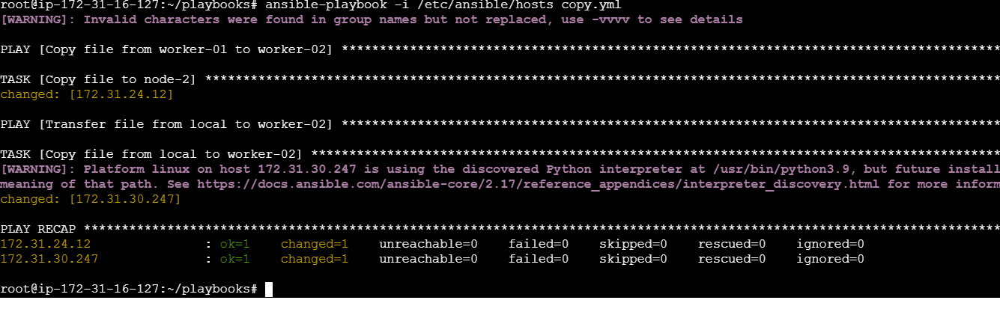 root@ip-172-31-16-127:~/playbooks# ansible-playbook -i /etc/ansible/hosts copy.yml
[WARNING]: Invalid characters were found in group names but not replaced, use -vvvv to see details
PLAY [Copy file from worker-01 to worker-02] ****************************************************************************************
TASK [Copy file to node-2] **********************************************************************************************************
changed: [172.31.24.12]
PLAY [Transfer file from local to worker-02] ****************************************************************************************
TASK [Copy file from local to worker-02] ********************************************************************************************
[WARNING]: Platform linux on host 172.31.30.247 is using the discovered Python interpreter at /usr/bin/python3.9, but future install
meaning of that path. See https://docs.ansible.com/ansible-core/2.17/reference_appendices/interpreter_discovery.html for more inform
changed: [172.31.30.247]
PLAY RECAP **************************************************************************************************************************
172.31.24.12               : ok=1    changed=1    unreachable=0    failed=0    skipped=0    rescued=0    ignored=0
172.31.30.247              : ok=1    changed=1    unreachable=0    failed=0    skipped=0    rescued=0    ignored=0
root@ip-172-31-16-127:~/playbooks#